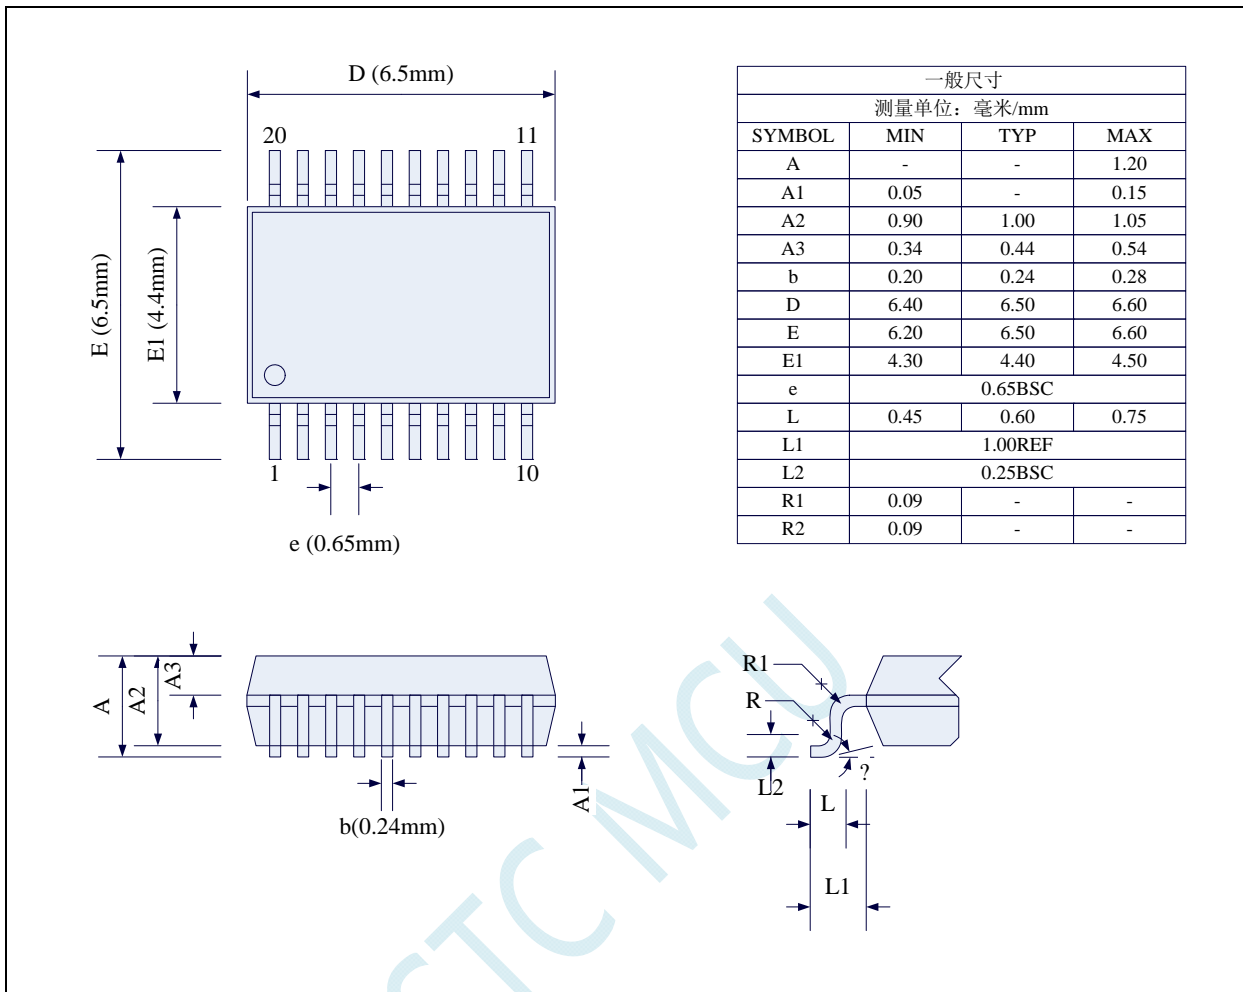 D (6.5mm)
20
11
E (6.5mm)
E1 (4.4mm)
1
10
e (0.65mm)
一般尺寸
测量单位：毫米/mm
SYMBOL MIN TYP MAX
A - - 1.20
A1 0.05 - 0.15
A2 0.90 1.00 1.05
A3 0.34 0.44 0.54
b 0.20 0.24 0.28
D 6.40 6.50 6.60
E 6.20 6.50 6.60
E1 4.30 4.40 4.50
e 0.65BSC
L 0.45 0.60 0.75
L1 1.00REF
L2 0.25BSC
R1 0.09 - -
R2 0.09 - -
A
A2
A3
A1
b(0.24mm)
R1
R
L2
?
L
L1
STC MCU